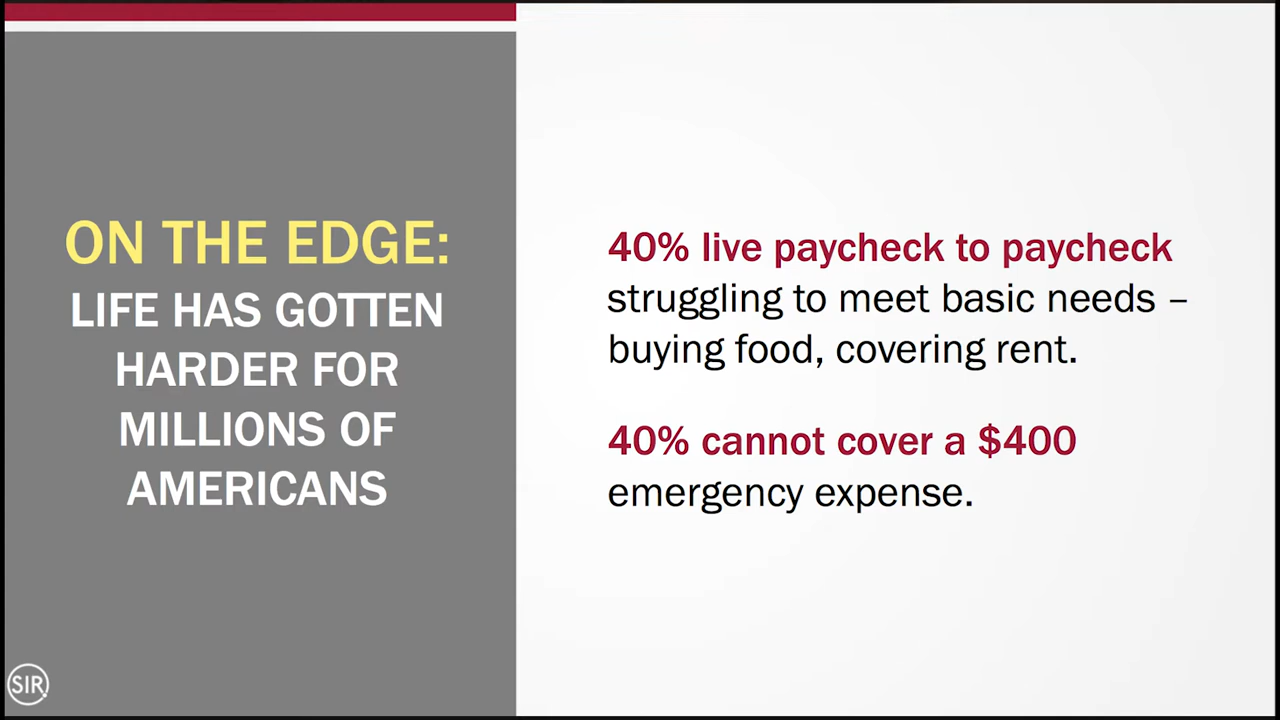 ON THE EDGE:
LIFE HAS GOTTEN
HARDER FOR
MILLIONS OF
AMERICANS
40% live paycheck to paycheck
struggling to meet basic needs –
buying food, covering rent.
40% cannot cover a $400
emergency expense.
SIR